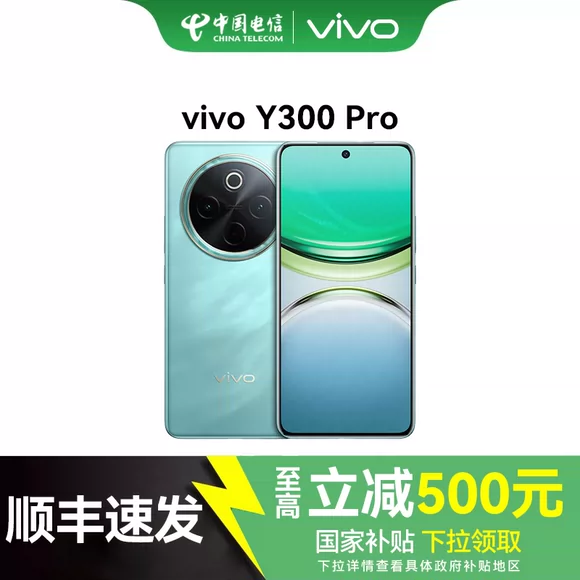 中国电信
CHINA TELECOM
vivo
vivo Y300 Pro
vivo
顺丰速发
至高
立减500元
国家补贴 下拉领取
下拉详情查看具体政府补贴地区